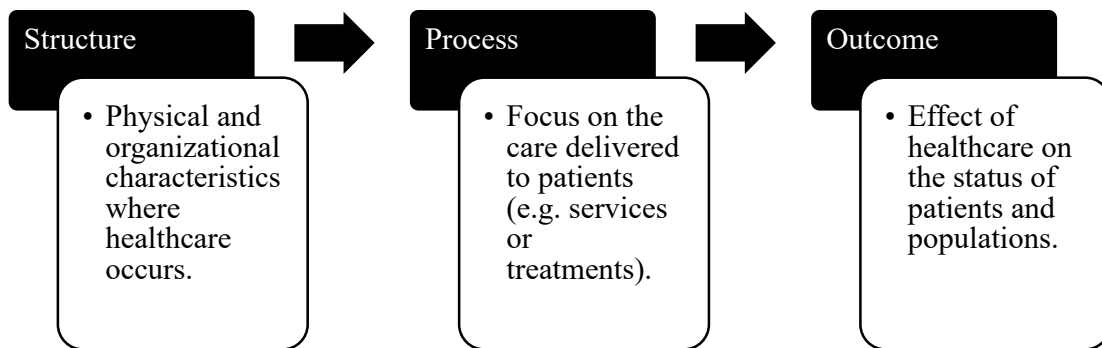 Structure
• Physical and
organizational
characteristics
where
healthcare
occurs.
Process
• Focus on the
care delivered
to patients
(e.g. services
or
treatments).
Outcome
• Effect of
healthcare on
the status of
patients and
populations.